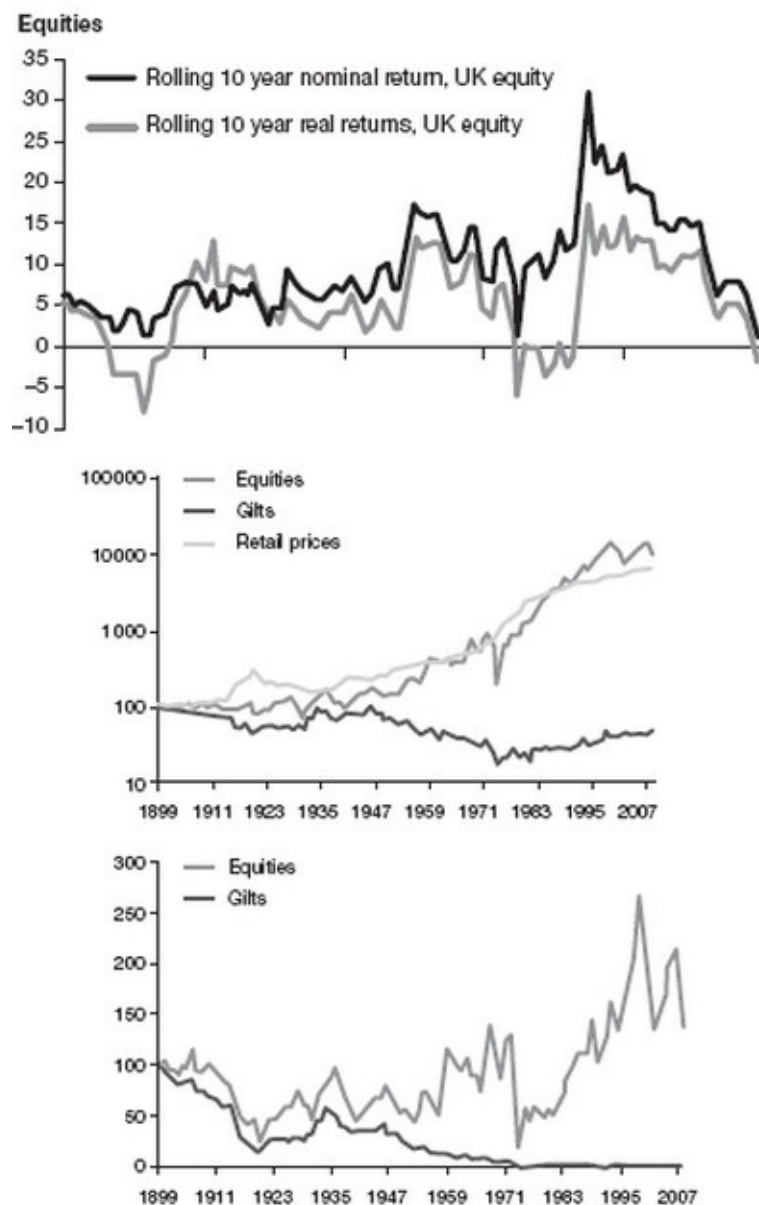 Equities
35
30
25
20
15
10
5
0
−5
−10
Rolling 10 year nominal return, UK equity
Rolling 10 year real returns, UK equity
100000
10000
1000
100
10
Equities
Gilts
Retail prices
1899 1911 1923 1935 1947 1959 1971 1983 1995 2007
300
250
200
150
100
50
0
Equities
Gilts
1899 1911 1923 1935 1947 1959 1971 1983 1995 2007